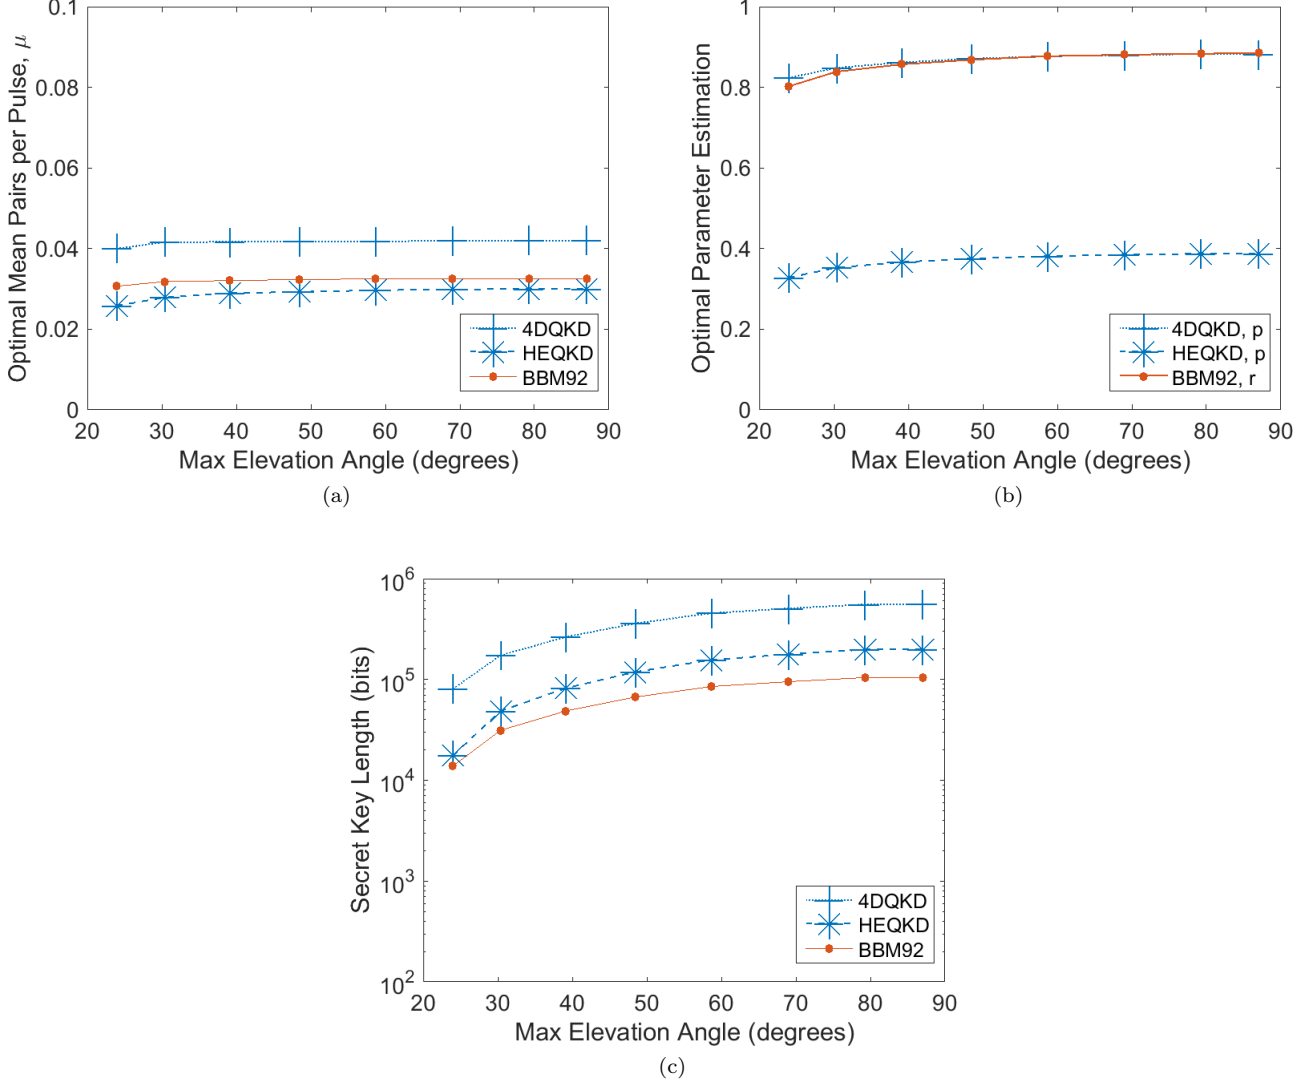 Optimal Mean Pairs per Pulse, μ
0.1
0.08
0.06
0.04
0.02
0
20 30 40 50 60 70 80 90
Max Elevation Angle (degrees)
4DQKD
HEQKD
BBM92
(a)
Optimal Parameter Estimation
1
0.8
0.6
0.4
0.2
0
20 30 40 50 60 70 80 90
Max Elevation Angle (degrees)
4DQKD, p
HEQKD, p
BBM92, r
(b)
Secret Key Length (bits)
10^6
10^5
10^4
10^3
10^2
20 30 40 50 60 70 80 90
Max Elevation Angle (degrees)
4DQKD
HEQKD
BBM92
(c)